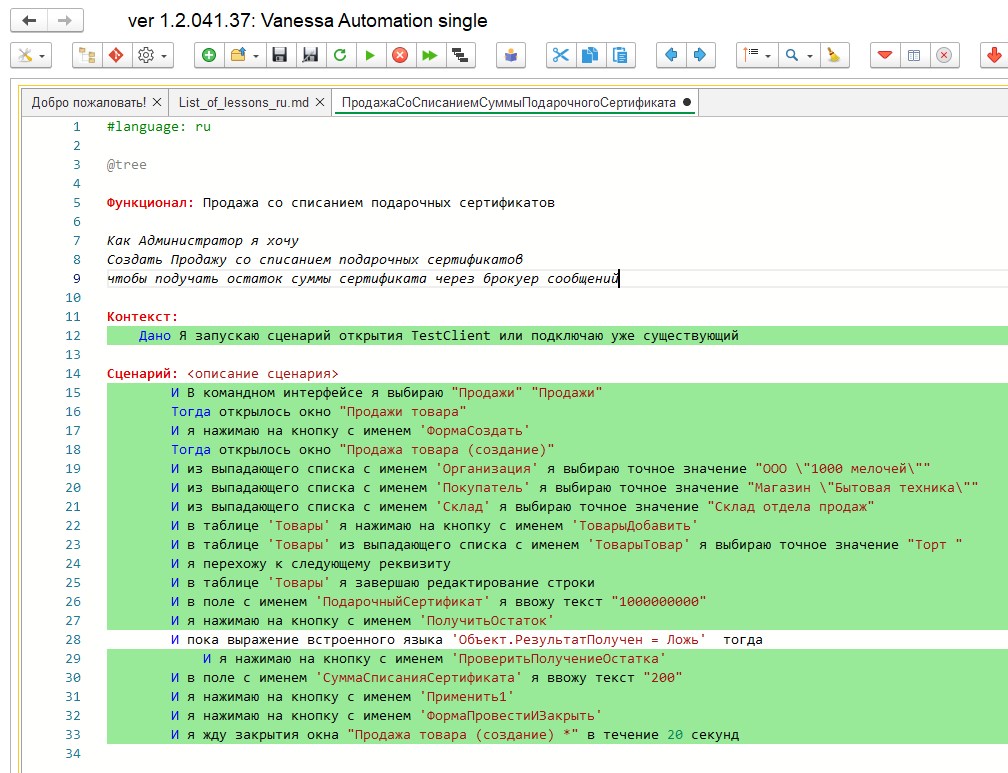 ver 1.2.041.37: Vanessa Automation single
Добро пожаловать! List_of_lessons_ru.md ПродажаСоСписаниемСуммыПодарочногоСертификата
1 #language: ru
2
3 @tree
4
5 Функционал: Продажа со списанием подарочных сертификатов
6
7 Как Администратор я хочу
8 Создать Продажу со списанием подарочных сертификатов
9 чтобы подучать остаток суммы сертификата через брокуер сообщений
10
11 Контекст:
12 Дано Я запускаю сценарий открытия TestClient или подключаю уже существующий
13
14 Сценарий: <описание сценария>
15 И В командном интерфейсе я выбираю "Продажи" "Продажи"
16 Тогда открылось окно "Продажи товара"
17 И я нажимаю на кнопку с именем 'ФормаСоздать'
18 Тогда открылось окно "Продажа товара (создание)"
19 И из выпадающего списка с именем 'Организация' я выбираю точное значение "ООО \"1000 мелочей\""
20 И из выпадающего списка с именем 'Покупатель' я выбираю точное значение "Магазин \"Бытовая техника\""
21 И из выпадающего списка с именем 'Склад' я выбираю точное значение "Склад отдела продаж"
22 И в таблице 'Товары' я нажимаю на кнопку с именем 'ТоварыДобавить'
23 И в таблице 'Товары' из выпадающего списка с именем 'ТоварыТовар' я выбираю точное значение "Торт "
24 И я перехожу к следующему реквизиту
25 И в таблице 'Товары' я завершаю редактирование строки
26 И в поле с именем 'ПодарочныйСертификат' я ввожу текст "1000000000"
27 И я нажимаю на кнопку с именем 'ПолучитьОстаток'
28 И пока выражение встроенного языка 'Объект.РезультатПолучен = Ложь' тогда
29 И я нажимаю на кнопку с именем 'ПроверитьПолучениеОстатка'
30 И в поле с именем 'СуммаСписанияСертификата' я ввожу текст "200"
31 И я нажимаю на кнопку с именем 'Применить1'
32 И я нажимаю на кнопку с именем 'ФормаПровестиИЗакрыть'
33 И я жду закрытия окна "Продажа товара (создание) *" в течение 20 секунд
34